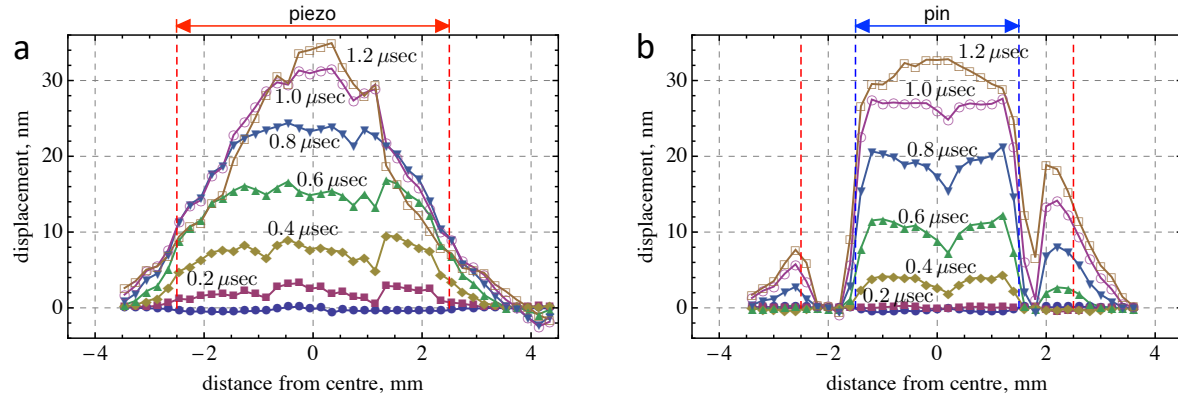 piezo
a
1.2 μsec
1.0 μsec
0.8 μsec
0.6 μsec
0.4 μsec
0.2 μsec
30
20
10
0
displacement, nm
−4 −2 0 2 4
distance from centre, mm
pin
b
1.2 μsec
1.0 μsec
0.8 μsec
0.6 μsec
0.4 μsec
0.2 μsec
30
20
10
0
displacement, nm
−4 −2 0 2 4
distance from centre, mm